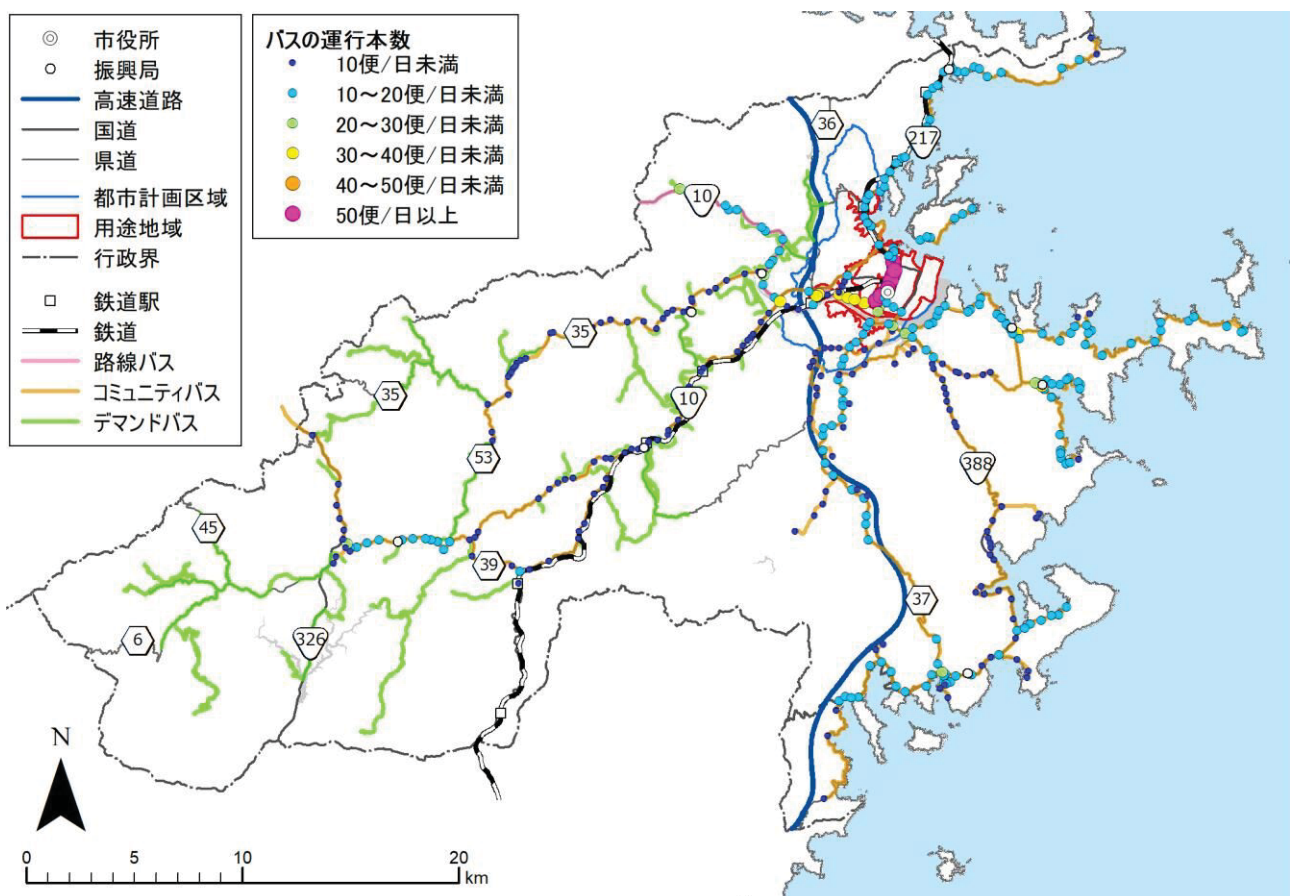 市役所
振興局
高速道路
国道
県道
都市計画区域
用途地域
行政界
鉄道駅
鉄道
路線バス
コミュニティバス
デマンドバス
バスの運行本数
10便/日未満
10～20便/日未満
20～30便/日未満
30～40便/日未満
40～50便/日未満
50便/日以上
36
217
10
35
35
10
53
388
45
39
37
6
326
N
0 5 10 20
km